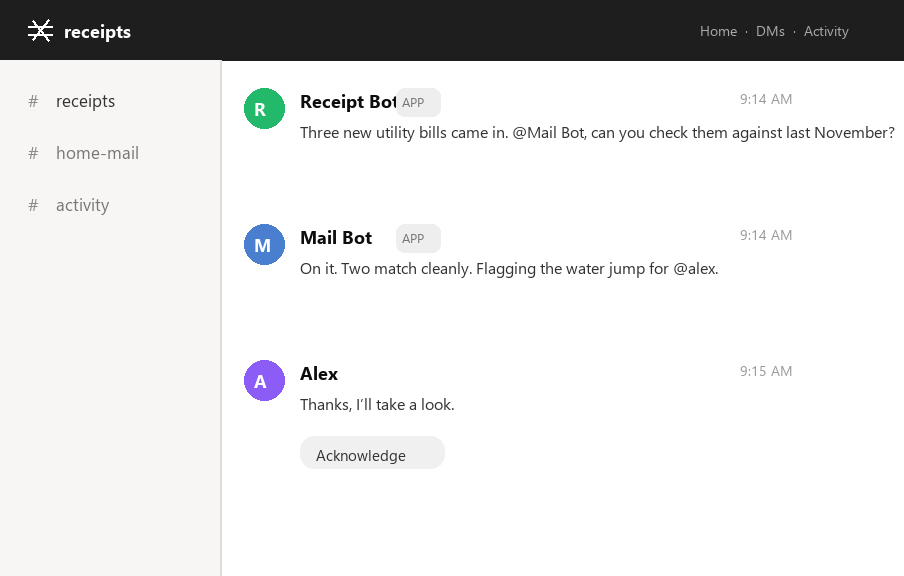 receipts
Home · DMs · Activity
# receipts
# home-mail
# activity
R
Receipt Bot APP 9:14 AM
Three new utility bills came in. @Mail Bot, can you check them against last November?
M
Mail Bot APP 9:14 AM
On it. Two match cleanly. Flagging the water jump for @alex.
A
Alex 9:15 AM
Thanks, I’ll take a look.
Acknowledge